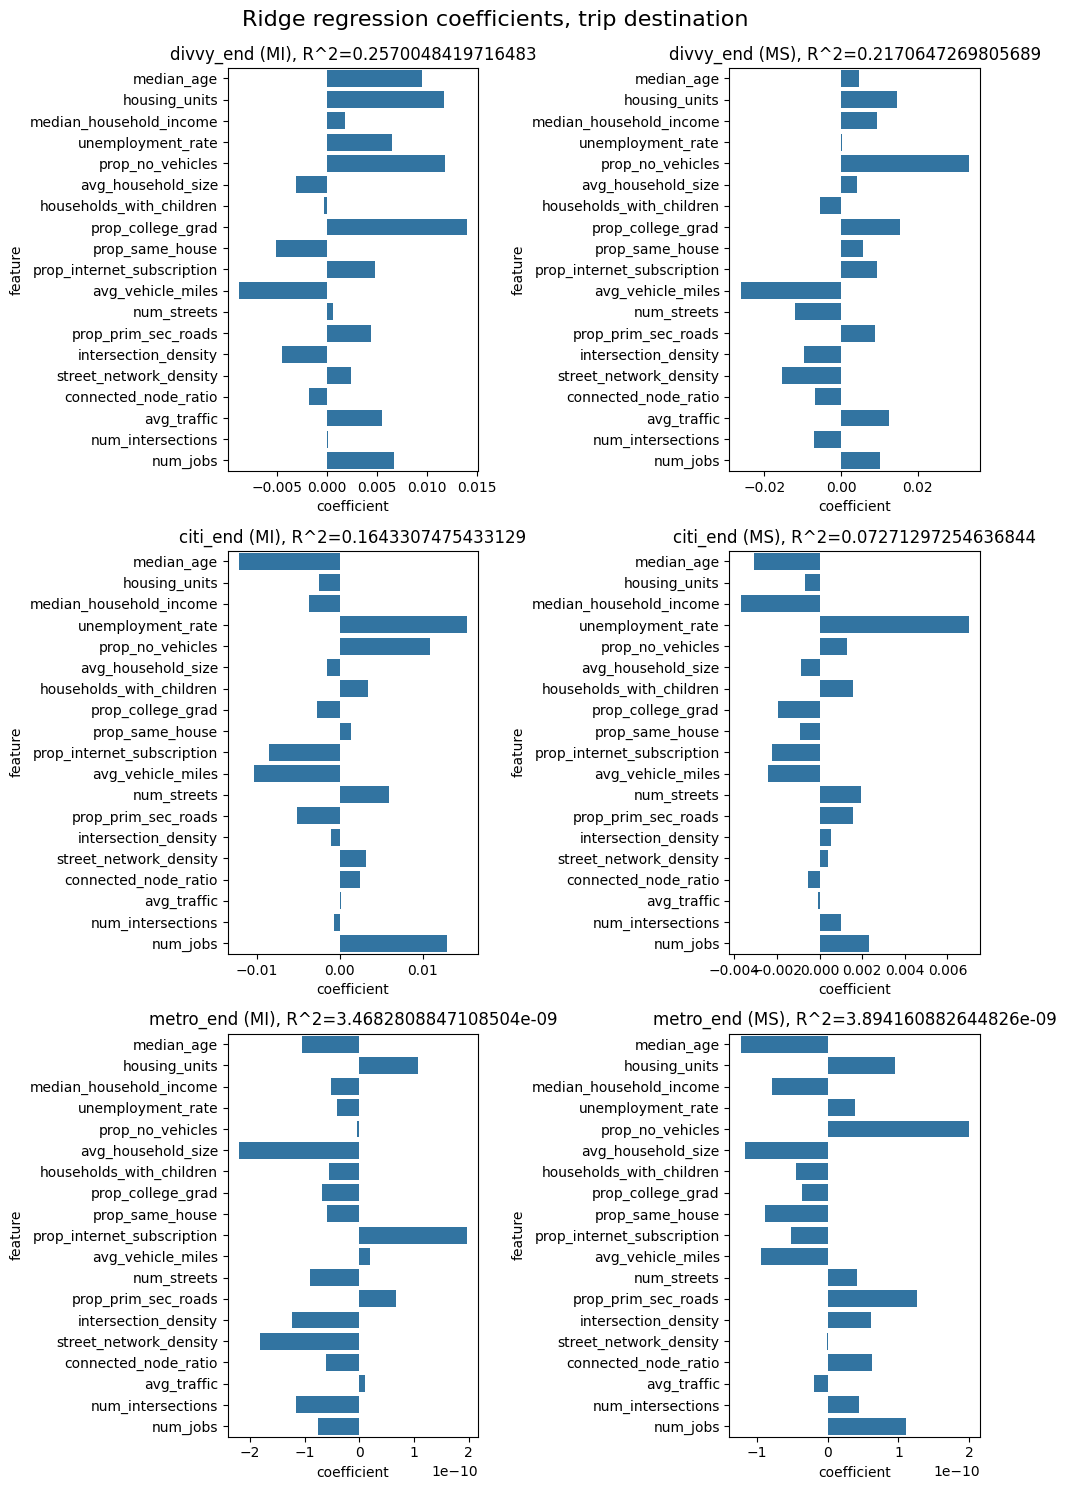 Ridge regression coefficients, trip destination
divvy_end (MI), R^2=0.2570048419716483
median_age
housing_units
median_household_income
unemployment_rate
prop_no_vehicles
avg_household_size
households_with_children
prop_college_grad
prop_same_house
prop_internet_subscription
avg_vehicle_miles
num_streets
prop_prim_sec_roads
intersection_density
street_network_density
connected_node_ratio
avg_traffic
num_intersections
num_jobs
feature
−0.005 0.000 0.005 0.010 0.015
coefficient
divvy_end (MS), R^2=0.2170647269805689
median_age
housing_units
median_household_income
unemployment_rate
prop_no_vehicles
avg_household_size
households_with_children
prop_college_grad
prop_same_house
prop_internet_subscription
avg_vehicle_miles
num_streets
prop_prim_sec_roads
intersection_density
street_network_density
connected_node_ratio
avg_traffic
num_intersections
num_jobs
feature
−0.02 0.00 0.02
coefficient
citi_end (MI), R^2=0.1643307475433129
median_age
housing_units
median_household_income
unemployment_rate
prop_no_vehicles
avg_household_size
households_with_children
prop_college_grad
prop_same_house
prop_internet_subscription
avg_vehicle_miles
num_streets
prop_prim_sec_roads
intersection_density
street_network_density
connected_node_ratio
avg_traffic
num_intersections
num_jobs
feature
−0.01 0.00 0.01
coefficient
citi_end (MS), R^2=0.07271297254636844
median_age
housing_units
median_household_income
unemployment_rate
prop_no_vehicles
avg_household_size
households_with_children
prop_college_grad
prop_same_house
prop_internet_subscription
avg_vehicle_miles
num_streets
prop_prim_sec_roads
intersection_density
street_network_density
connected_node_ratio
avg_traffic
num_intersections
num_jobs
feature
−0.004 −0.002 0.000 0.002 0.004 0.006
coefficient
metro_end (MI), R^2=3.4682808847108504e-09
median_age
housing_units
median_household_income
unemployment_rate
prop_no_vehicles
avg_household_size
households_with_children
prop_college_grad
prop_same_house
prop_internet_subscription
avg_vehicle_miles
num_streets
prop_prim_sec_roads
intersection_density
street_network_density
connected_node_ratio
avg_traffic
num_intersections
num_jobs
feature
−2 −1 0 1 2
coefficient 1e−10
metro_end (MS), R^2=3.894160882644826e-09
median_age
housing_units
median_household_income
unemployment_rate
prop_no_vehicles
avg_household_size
households_with_children
prop_college_grad
prop_same_house
prop_internet_subscription
avg_vehicle_miles
num_streets
prop_prim_sec_roads
intersection_density
street_network_density
connected_node_ratio
avg_traffic
num_intersections
num_jobs
feature
−1 0 1 2
coefficient 1e−10